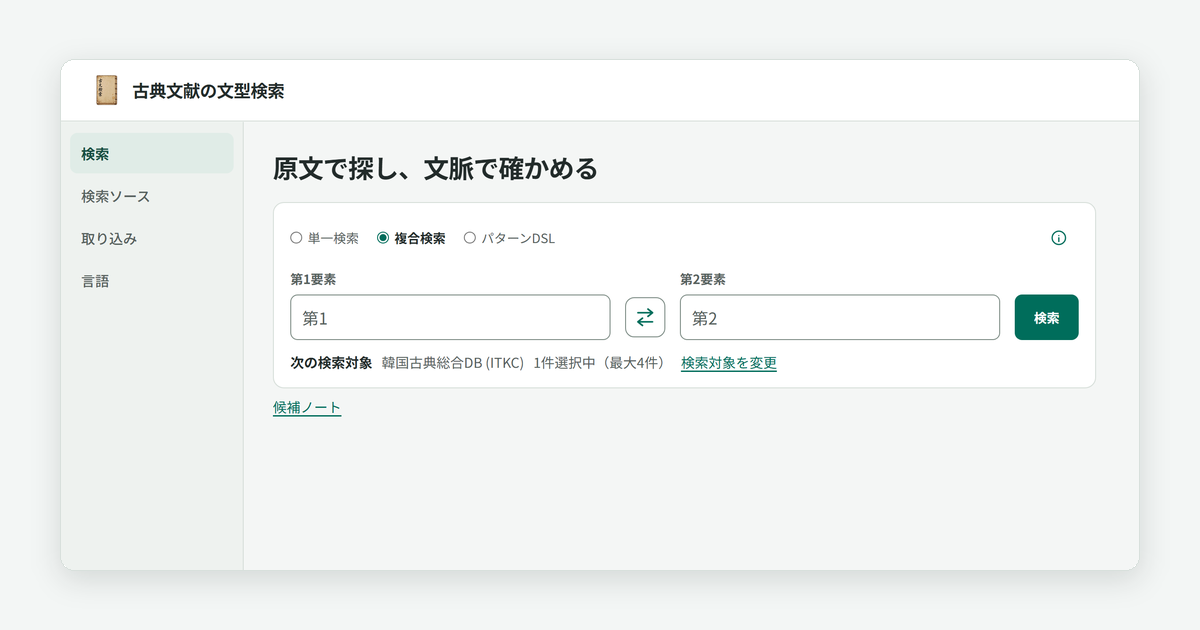 古典文献の文型検索
検索
検索ソース
取り込み
言語
原文で探し、文脈で確かめる
単一検索 複合検索 パターンDSL
第1要素 第2要素
第1 第2 検索
次の検索対象 韓国古典総合DB (ITKC) 1件選択中（最大4件） 検索対象を変更
候補ノート